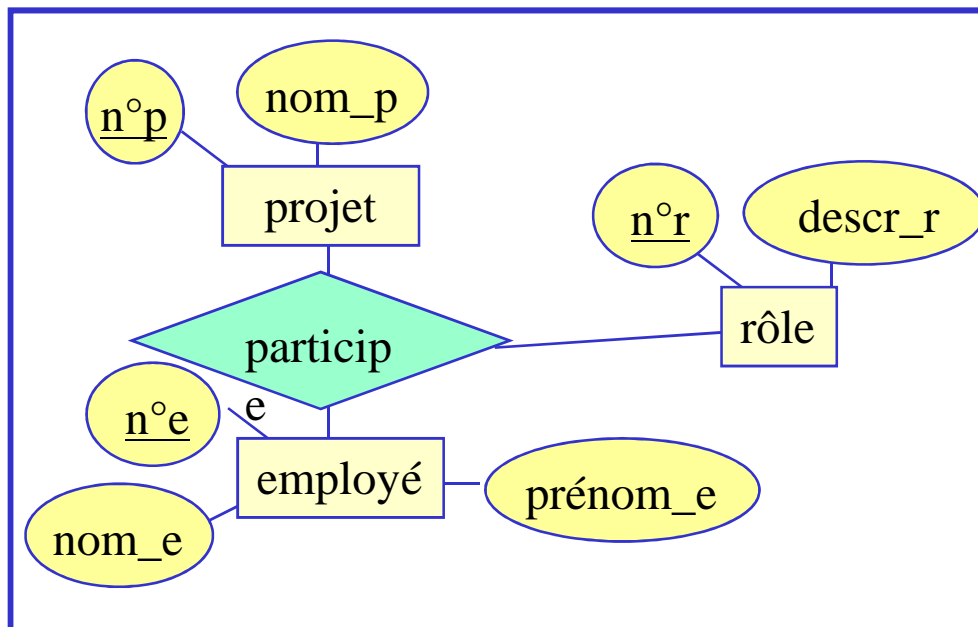 nom_p
n°p
projet
descr_r
n°r
rôle
particip
e
n°e
employé
prénom_e
nom_e